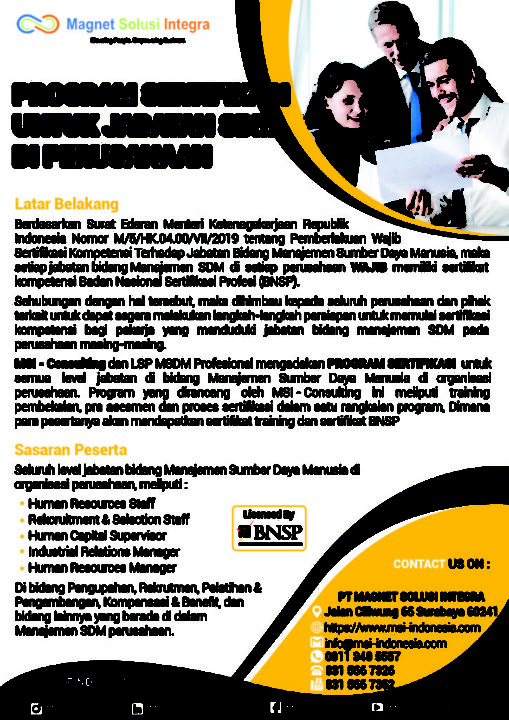 Magnet Solusi Integra
PROGRAM SERTIFIKASI
UNTUK JABATAN SDM
DI PERUSAHAAN
Latar Belakang
Berdasarkan Surat Edaran Menteri Ketenagakerjaan Republik
Indonesia Nomor M/5/HK.04.00/VII/2019 tentang Pemberlakuan Wajib
Sertifikasi Kompetensi Terhadap Jabatan Bidang Manajemen Sumber Daya Manusia, maka
setiap jabatan bidang Manajemen SDM di setiap perusahaan WAJIB memiliki sertifikat
kompetensi Badan Nasional Sertifikasi Profesi (BNSP).
Sehubungan dengan hal tersebut, maka dihimbau kepada seluruh perusahaan dan pihak
terkait untuk dapat segera melakukan langkah-langkah persiapan untuk memulai sertifikasi
kompetensi bagi pekerja yang menduduki jabatan bidang manajemen SDM pada
perusahaan masing-masing.
MSI - Consulting dan LSP MSDM Profesional mengadakan PROGRAM SERTIFIKASI untuk
semua level jabatan di bidang Manajemen Sumber Daya Manusia di organisasi
perusahaan. Program yang dirancang oleh MSI - Consulting ini meliputi training
pembekalan, pra asesmen dan proses sertifikasi dalam satu rangkaian program, Dimana
para pesertanya akan mendapatkan sertifikat training dan sertifikat BNSP
Sasaran Peserta
Seluruh level jabatan bidang Manajemen Sumber Daya Manusia di
organisasi perusahaan, meliputi :
• Human Resources Staff
• Rekcruitment & Selection Staff
• Human Capital Supervisor
• Industrial Relations Manager
• Human Resources Manager
Di bidang Pengupahan, Rekrutmen, Pelatihan &
Pengembangan, Kompensasi & Benefit, dan
bidang lainnya yang berada di dalam
Manajemen SDM perusahaan.
Licensed By
BNSP
CONTACT US ON :
PT MAGNET SOLUSI INTEGRA
Jalan Ciliwung 65 Surabaya 60241
https://www.msi-indonesia.com
info@msi-indonesia.com